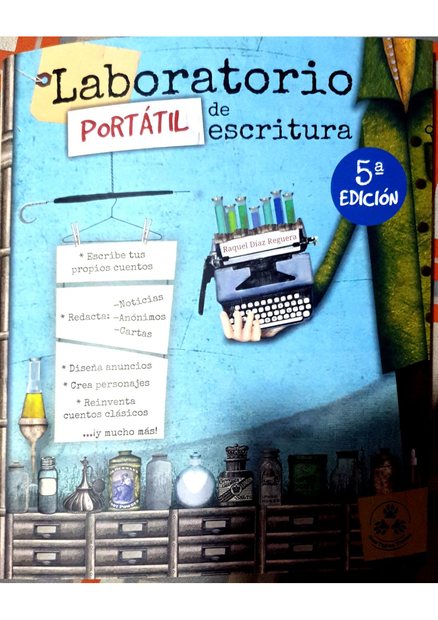 Laboratorio
PORTÁTIL de
escritura
5ª
EDICIÓN
Raquel Díaz Reguera
* Escribe tus
propios cuentos
-Noticias
* Redacta: -Anónimos
-Cartas
* Diseña anuncios
* Crea personajes
* Reinventa
cuentos clásicos
...¡y mucho más!